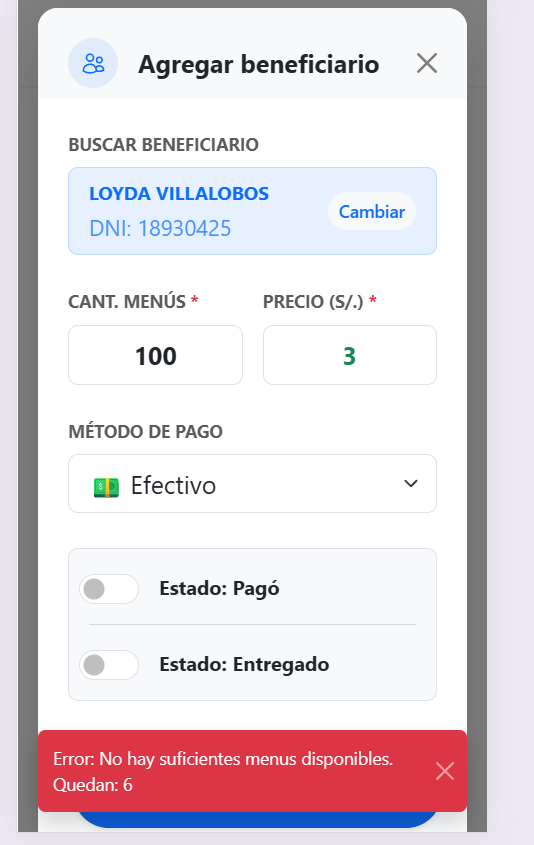 Agregar beneficiario
BUSCAR BENEFICIARIO
LOYDA VILLALOBOS
DNI: 18930425
Cambiar
CANT. MENÚS * PRECIO (S/.) *
100 3
MÉTODO DE PAGO
Efectivo
Estado: Pagó
Estado: Entregado
Error: No hay suficientes menus disponibles.
Quedan: 6